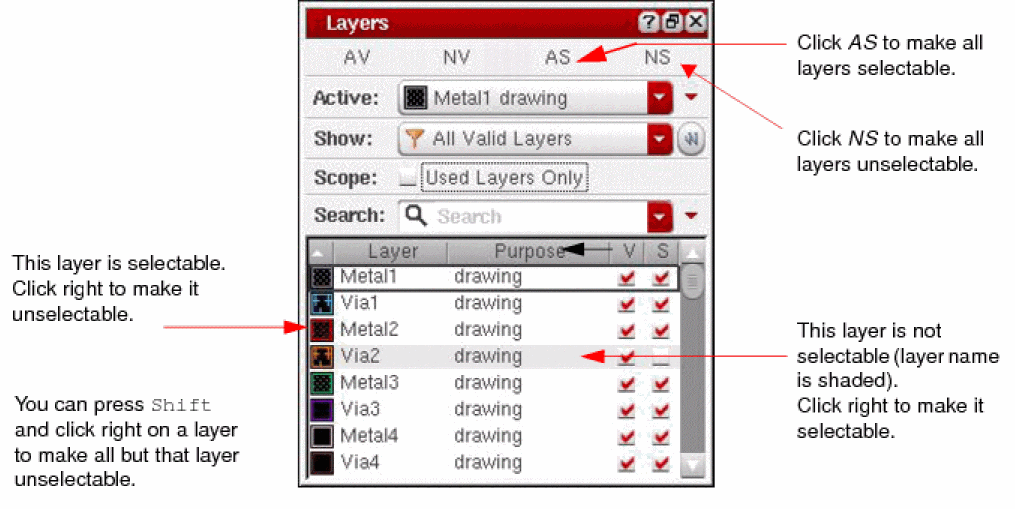 Layers
AV NV AS NS
Active: Metal1 drawing
Show: All Valid Layers
Scope: Used Layers Only
Search: Search
Layer Purpose V S
Metal1 drawing
Via1 drawing
Metal2 drawing
Via2 drawing
Metal3 drawing
Via3 drawing
Metal4 drawing
Via4 drawing
This layer is selectable.
Click right to make it
unselectable.
You can press Shift
and click right on a layer
to make all but that layer
unselectable.
Click AS to make all
layers selectable.
Click NS to make all
layers unselectable.
This layer is not
selectable (layer name
is shaded).
Click right to make it
selectable.